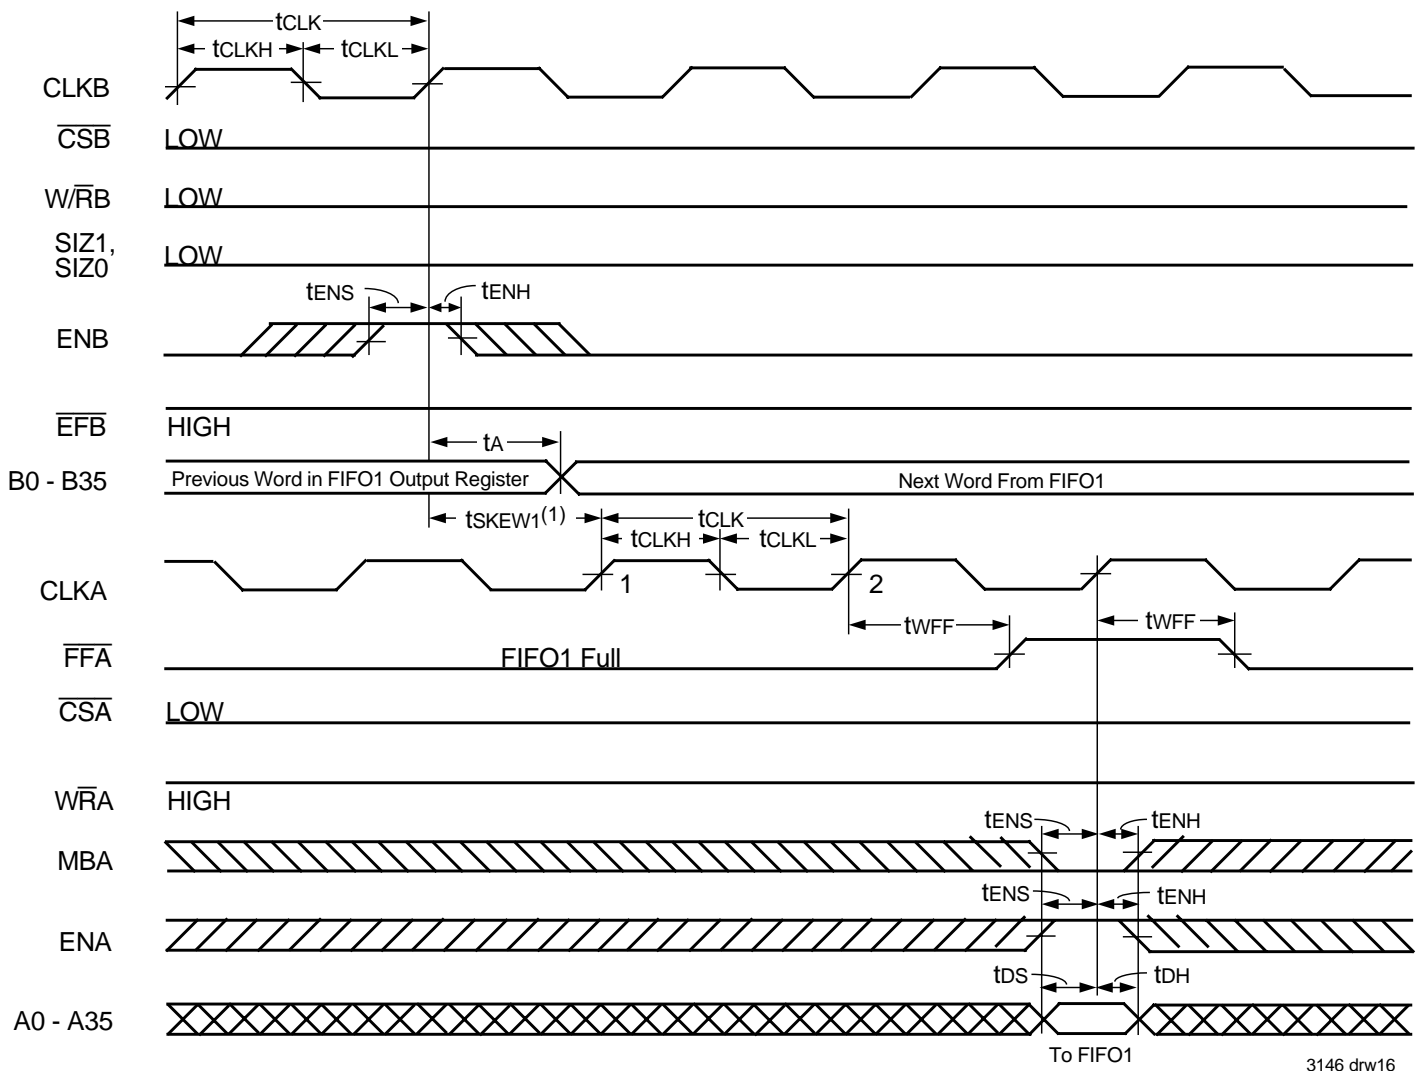 tCLK
tCLKH tCLKL
CLKB
CSB LOW
W/RB LOW
SIZ1,
SIZ0 LOW
tENS tENH
ENB
EFB HIGH
tA
B0 - B35 Previous Word in FIFO1 Output Register Next Word From FIFO1
tSKEW1(1) tCLK
tCLKH tCLKL
CLKA 1 2
tWFF tWFF
FFA FIFO1 Full
CSA LOW
WRA HIGH
tENS tENH
MBA
tENS tENH
ENA
tDS tDH
A0 - A35
To FIFO1
3146 drw16